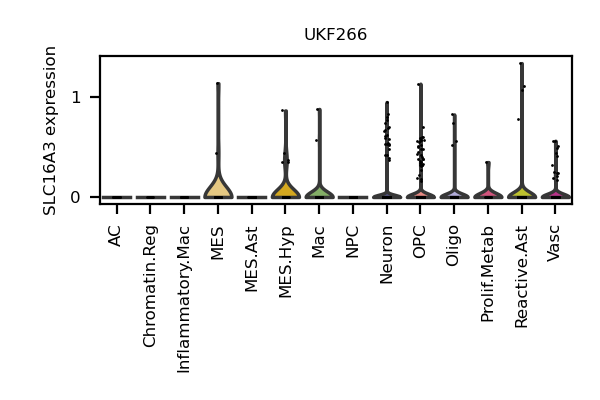 UKF266
SLC16A3 expression
1
0
AC
Chromatin.Reg
Inflammatory.Mac
MES
MES.Ast
MES.Hyp
Mac
NPC
Neuron
OPC
Oligo
Prolif.Metab
Reactive.Ast
Vasc